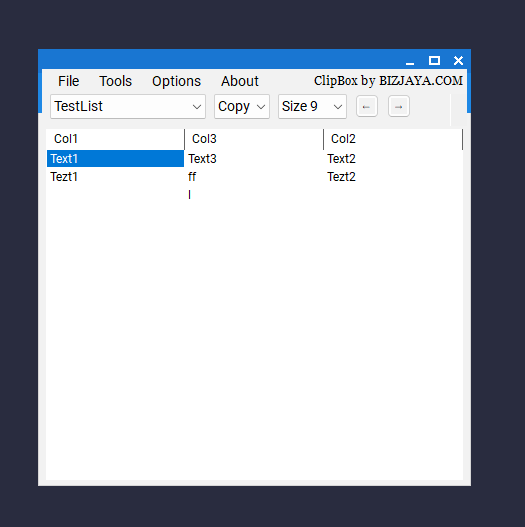 File Tools Options About ClipBox by BIZJAYA.COM
TestList Copy Size 9 ← →
Col1 Col3 Col2
Text1 Text3 Text2
Tezt1 ff Tezt2
l